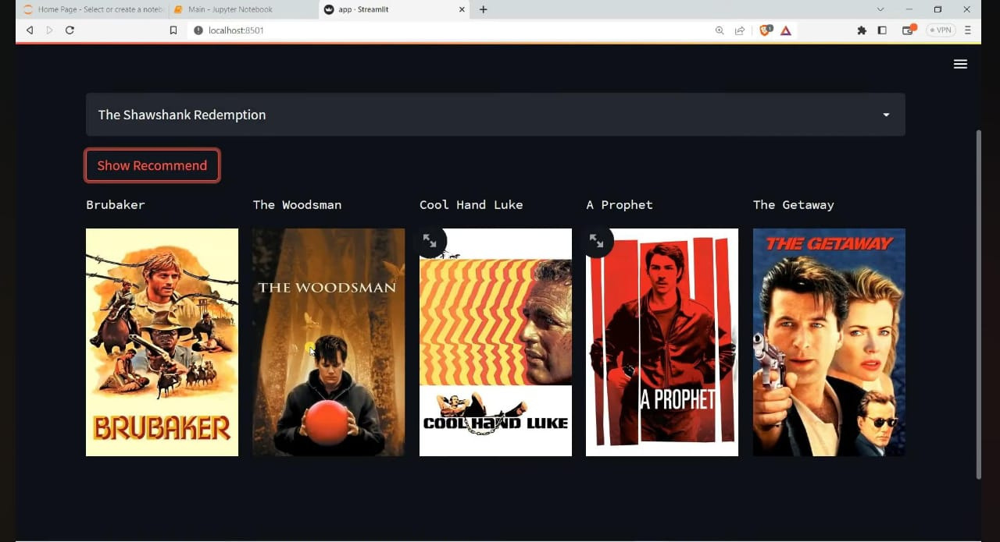 Home Page - Select or create a noteb
Main - Jupyter Notebook
app · Streamlit
localhost:8501
1
VPN
The Shawshank Redemption
Show Recommend
Brubaker
The Woodsman
Cool Hand Luke
A Prophet
The Getaway
BRUBAKER
THE WOODSMAN
COOL HAND LUKE
A PROPHET
THE GETAWAY